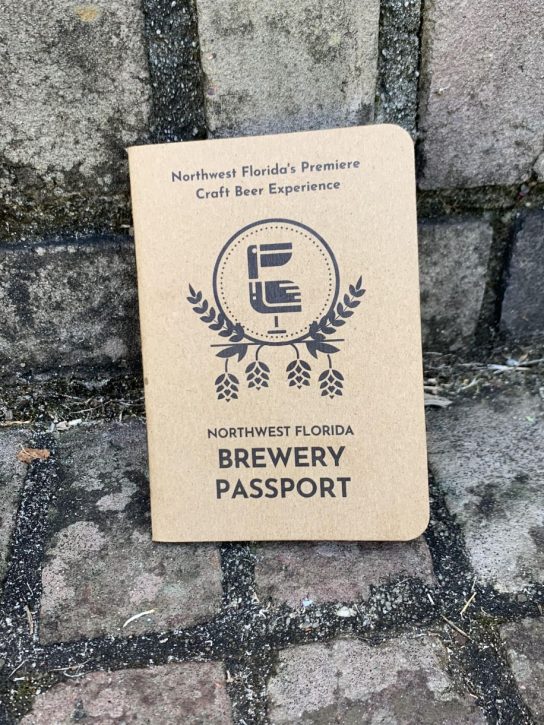 Northwest Florida's Premiere
Craft Beer Experience
NORTHWEST FLORIDA
BREWERY
PASSPORT